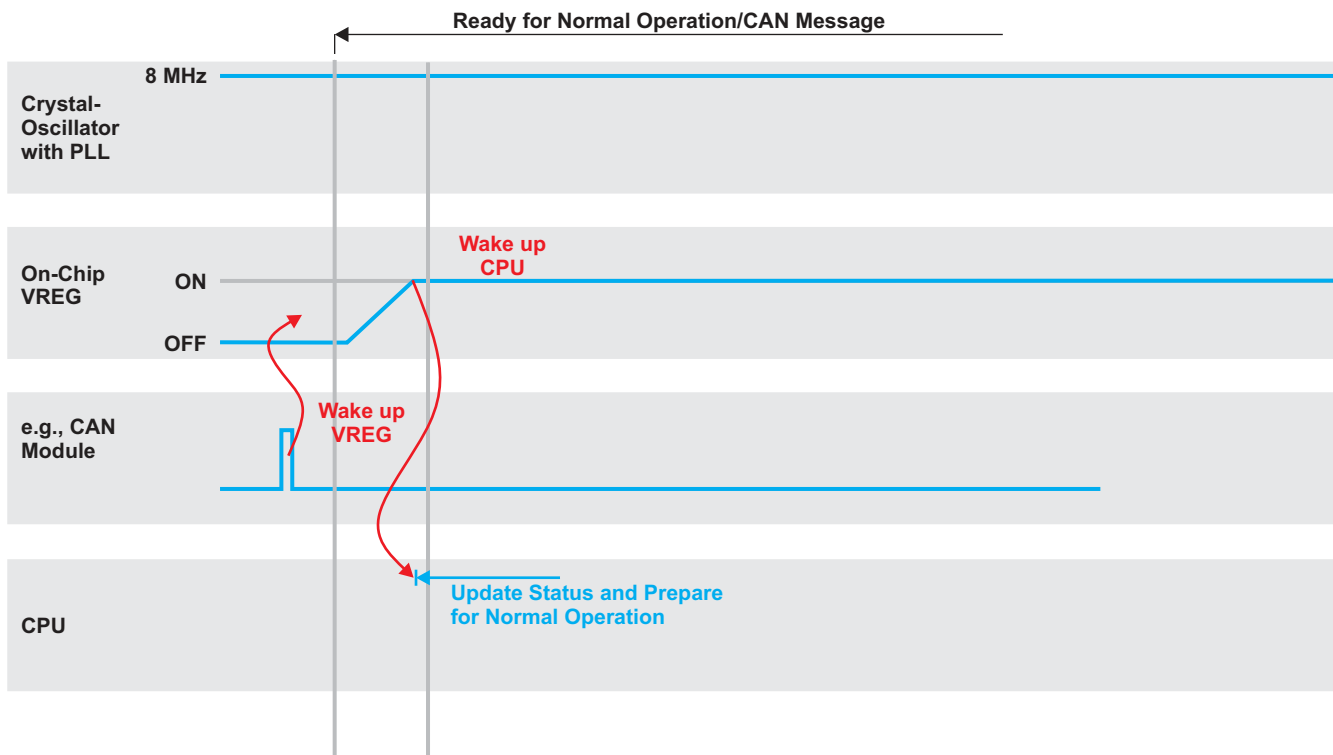 Ready for Normal Operation/CAN Message
8 MHz
Crystal-
Oscillator
with PLL
On-Chip
VREG
ON
OFF
Wake up
CPU
e.g., CAN
Module
Wake up
VREG
CPU
Update Status and Prepare
for Normal Operation